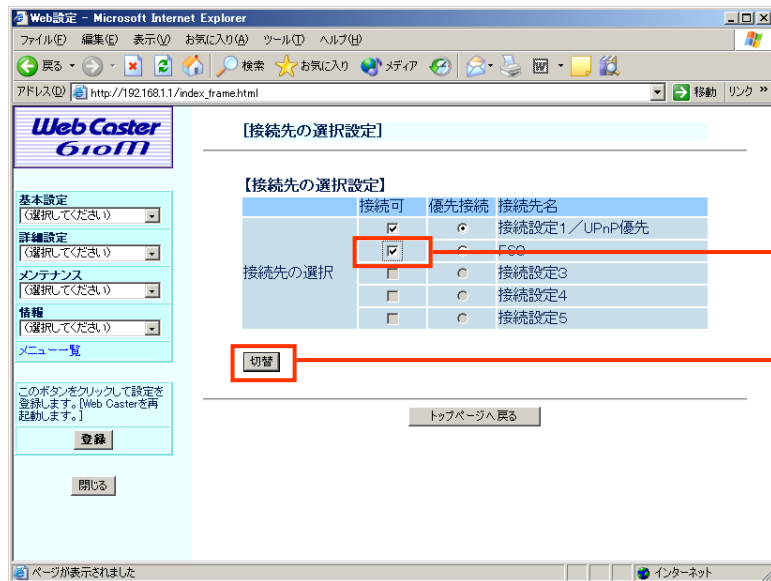 Web設定 - Microsoft Internet Explorer
ファイル(F) 編集(E) 表示(V) お気に入り(A) ツール(T) ヘルプ(H)
戻る 検索 お気に入り メディア
アドレス(D) http://192.168.1.1/index_frame.html 移動 リンク »
Web Caster
610M
[接続先の選択設定]
【接続先の選択設定】
接続可 優先接続 接続先名
接続設定1／UPnP優先
接続先の選択
接続設定3
接続設定4
接続設定5
切替
トップページへ戻る
基本設定
(選択してください)
詳細設定
(選択してください)
メンテナンス
(選択してください)
情報
(選択してください)
メニュー一覧
このボタンをクリックして設定を
登録します。[Web Casterを再
起動します。]
登録
閉じる
ページが表示されました
インターネット